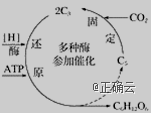 2C₃
固
定
CO₂
[H]
酶
还
原
ATP
多种酶
参加催化
C₅
C₆H₁₂O₆
@正确云